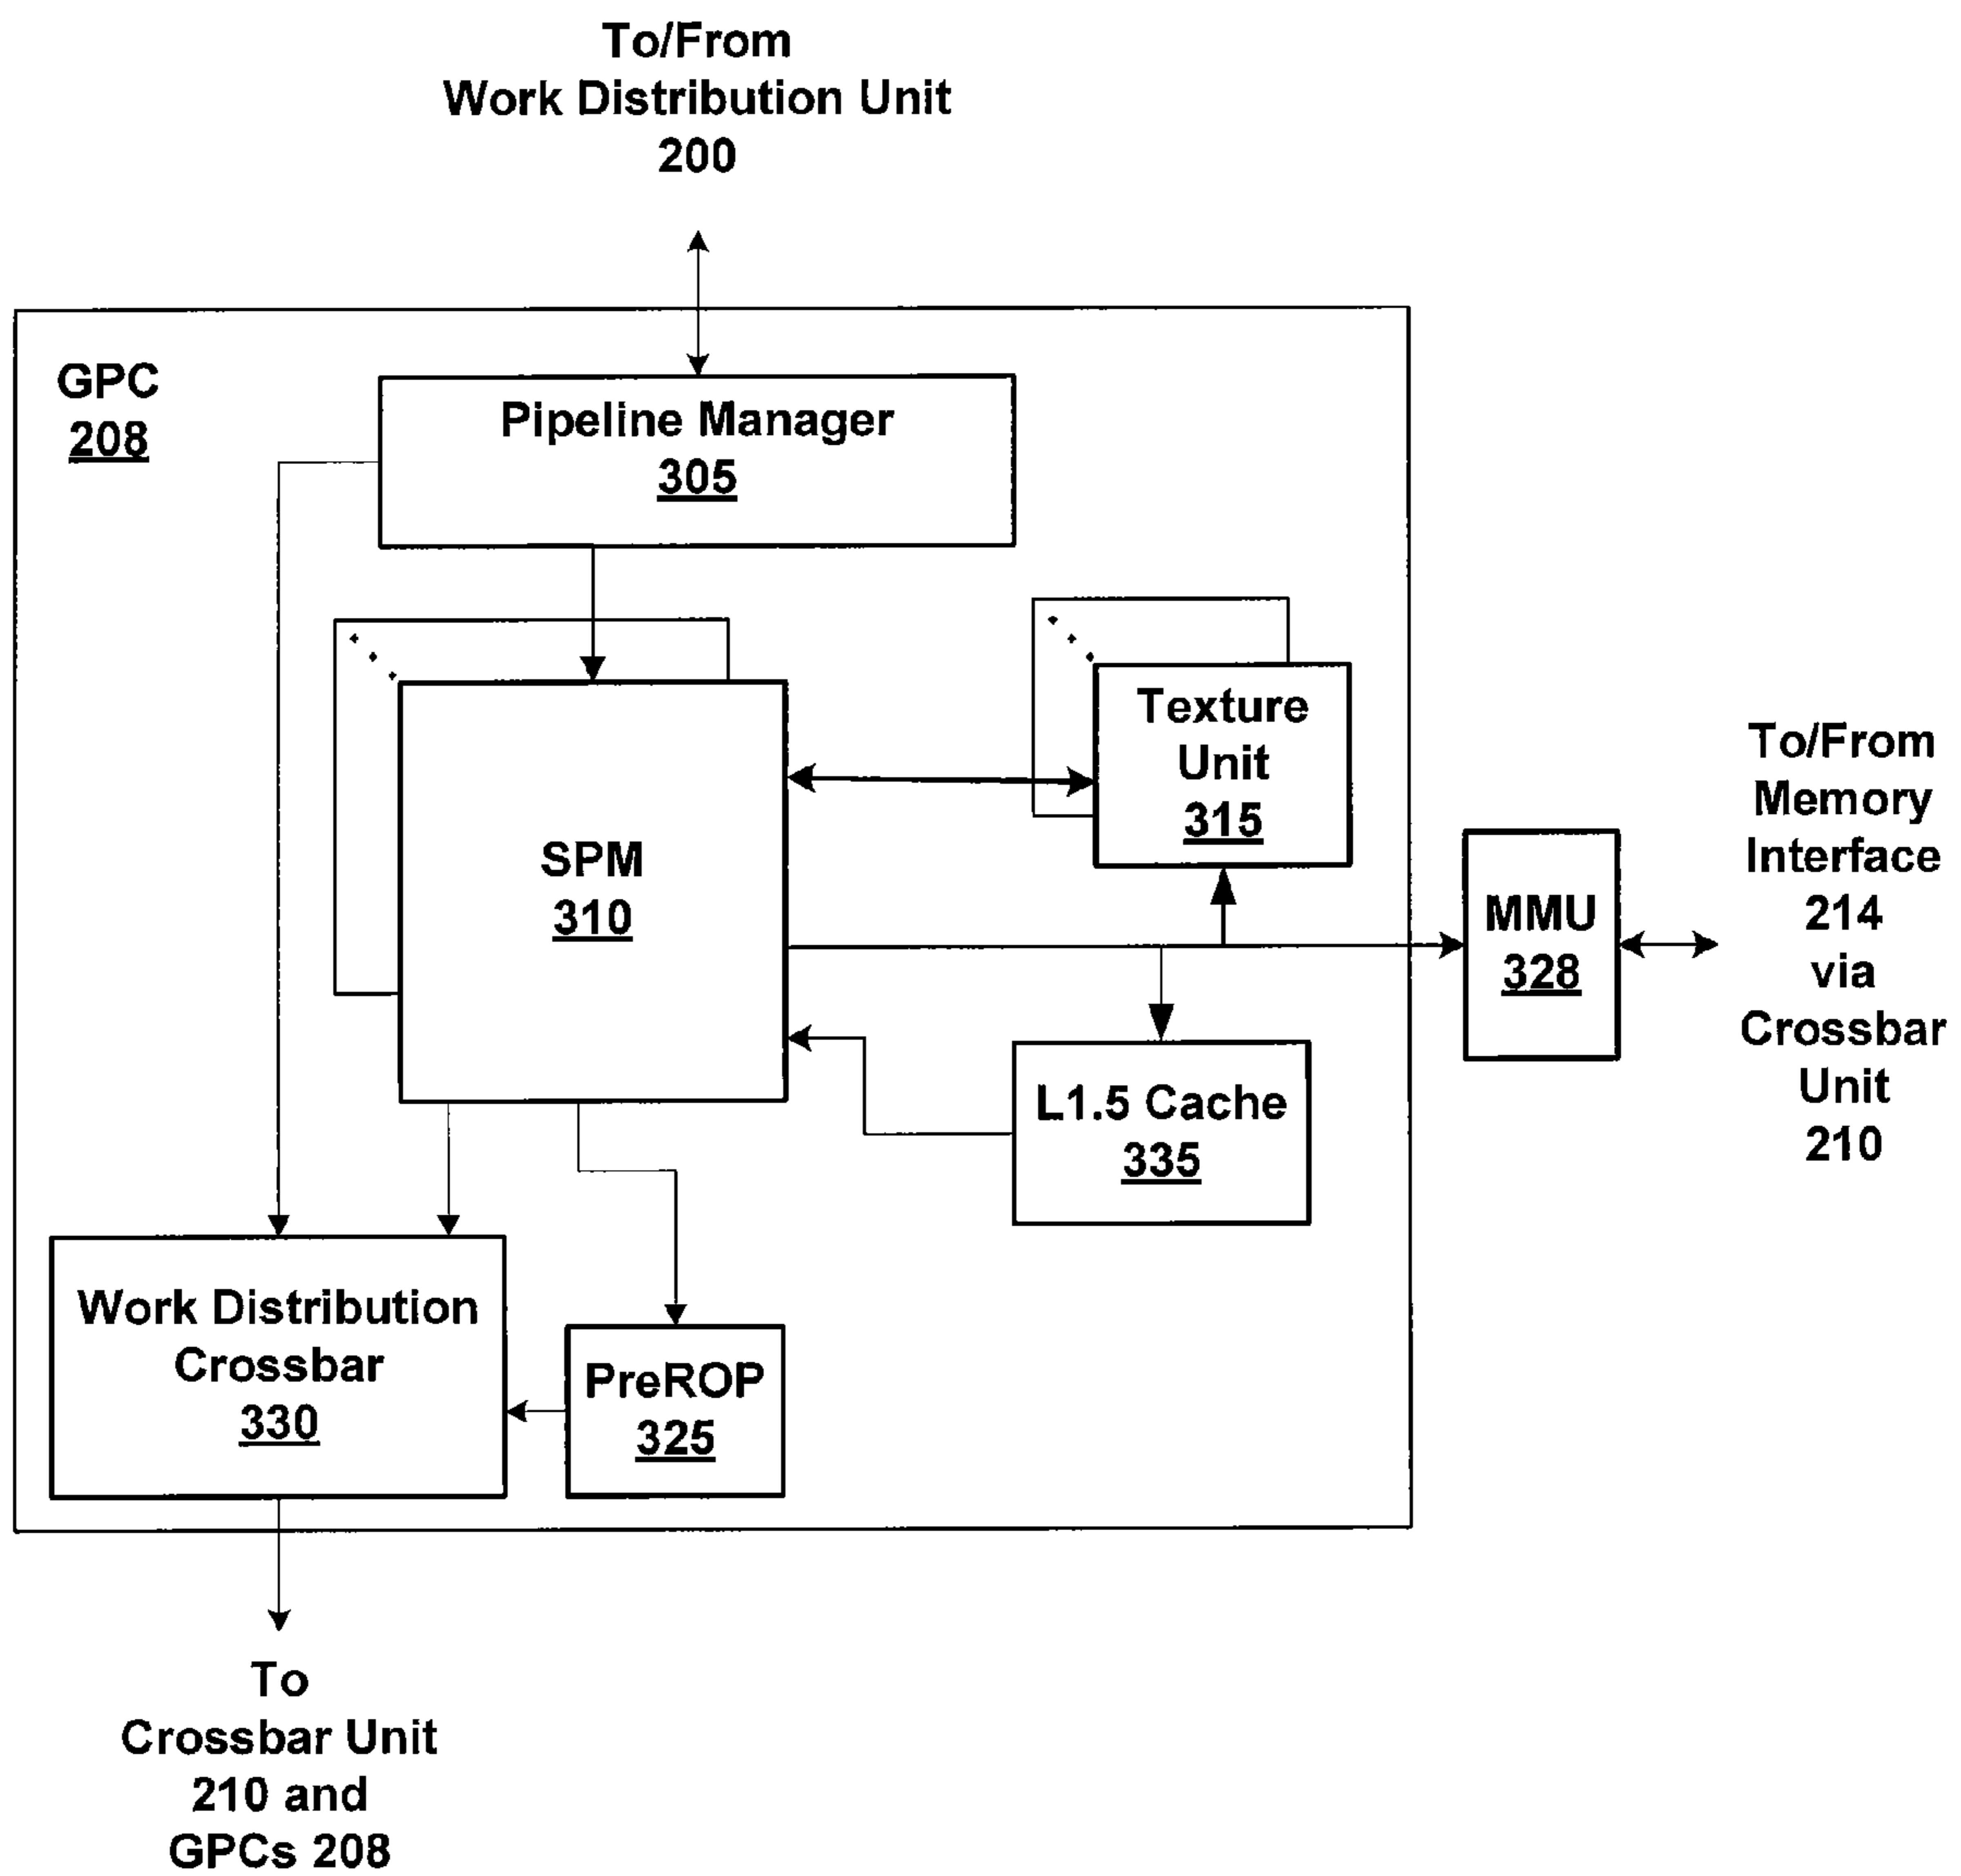 To/From
Work Distribution Unit
200
GPC
208
Pipeline Manager
305
Texture
Unit
315
SPM
310
To/From
Memory
Interface
214
via
Crossbar
Unit
210
MMU
328
L1.5 Cache
335
Work Distribution
Crossbar
330
PreROP
325
To
Crossbar Unit
210 and
GPCs 208